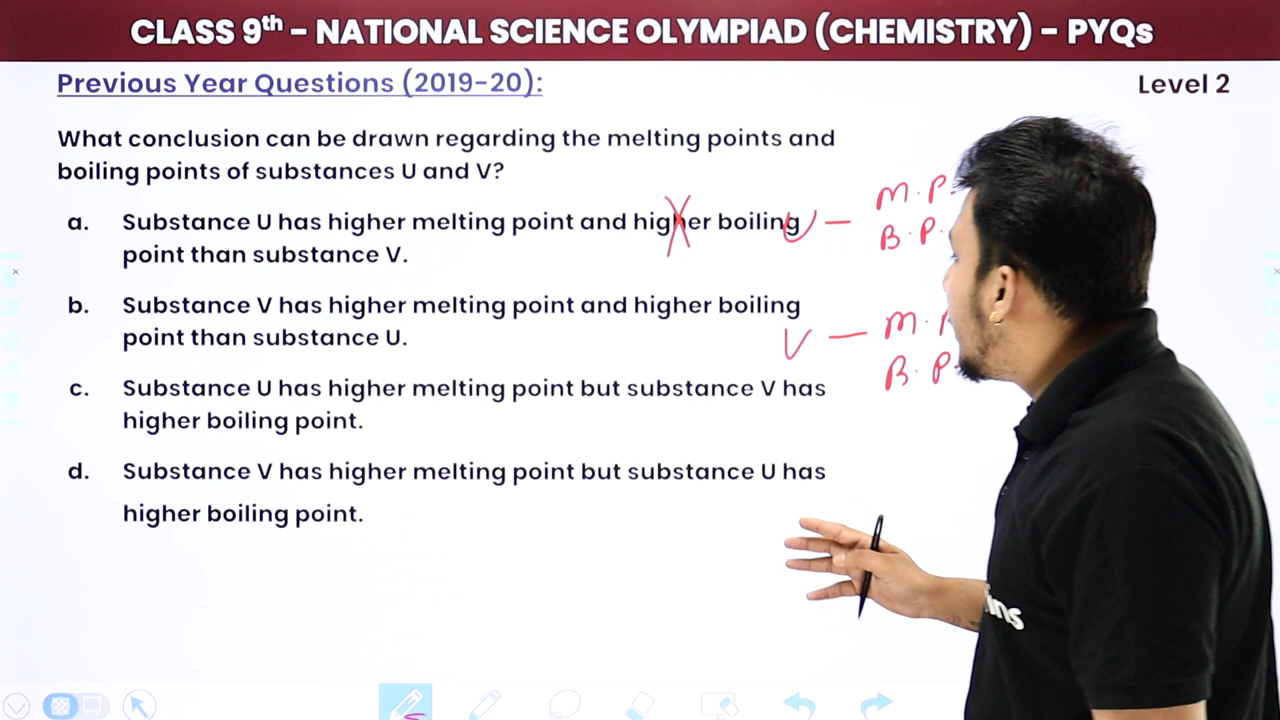 CLASS 9th – NATIONAL SCIENCE OLYMPIAD (CHEMISTRY) – PYQs
Previous Year Questions (2019-20):
Level 2
What conclusion can be drawn regarding the melting points and
boiling points of substances U and V?
a. Substance U has higher melting point and higher boiling
point than substance V.
b. Substance V has higher melting point and higher boiling
point than substance U.
c. Substance U has higher melting point but substance V has
higher boiling point.
d. Substance V has higher melting point but substance U has
higher boiling point.
U — M.P.
B.P.
V — M.P
B.P.